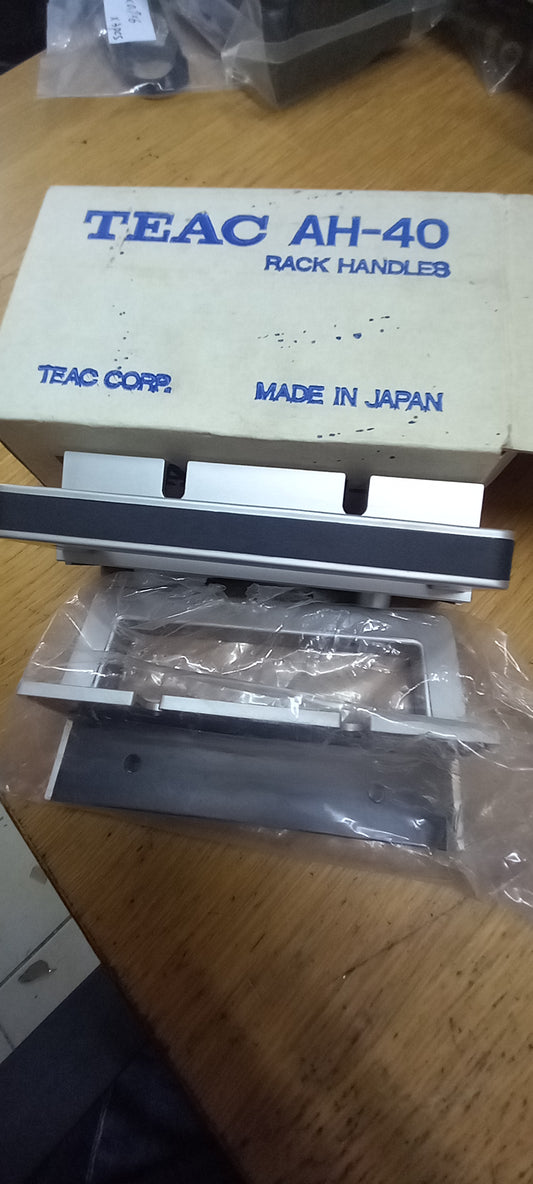 TEAC AH-40
RACK HANDLES
TEAC CORP. MADE IN JAPAN